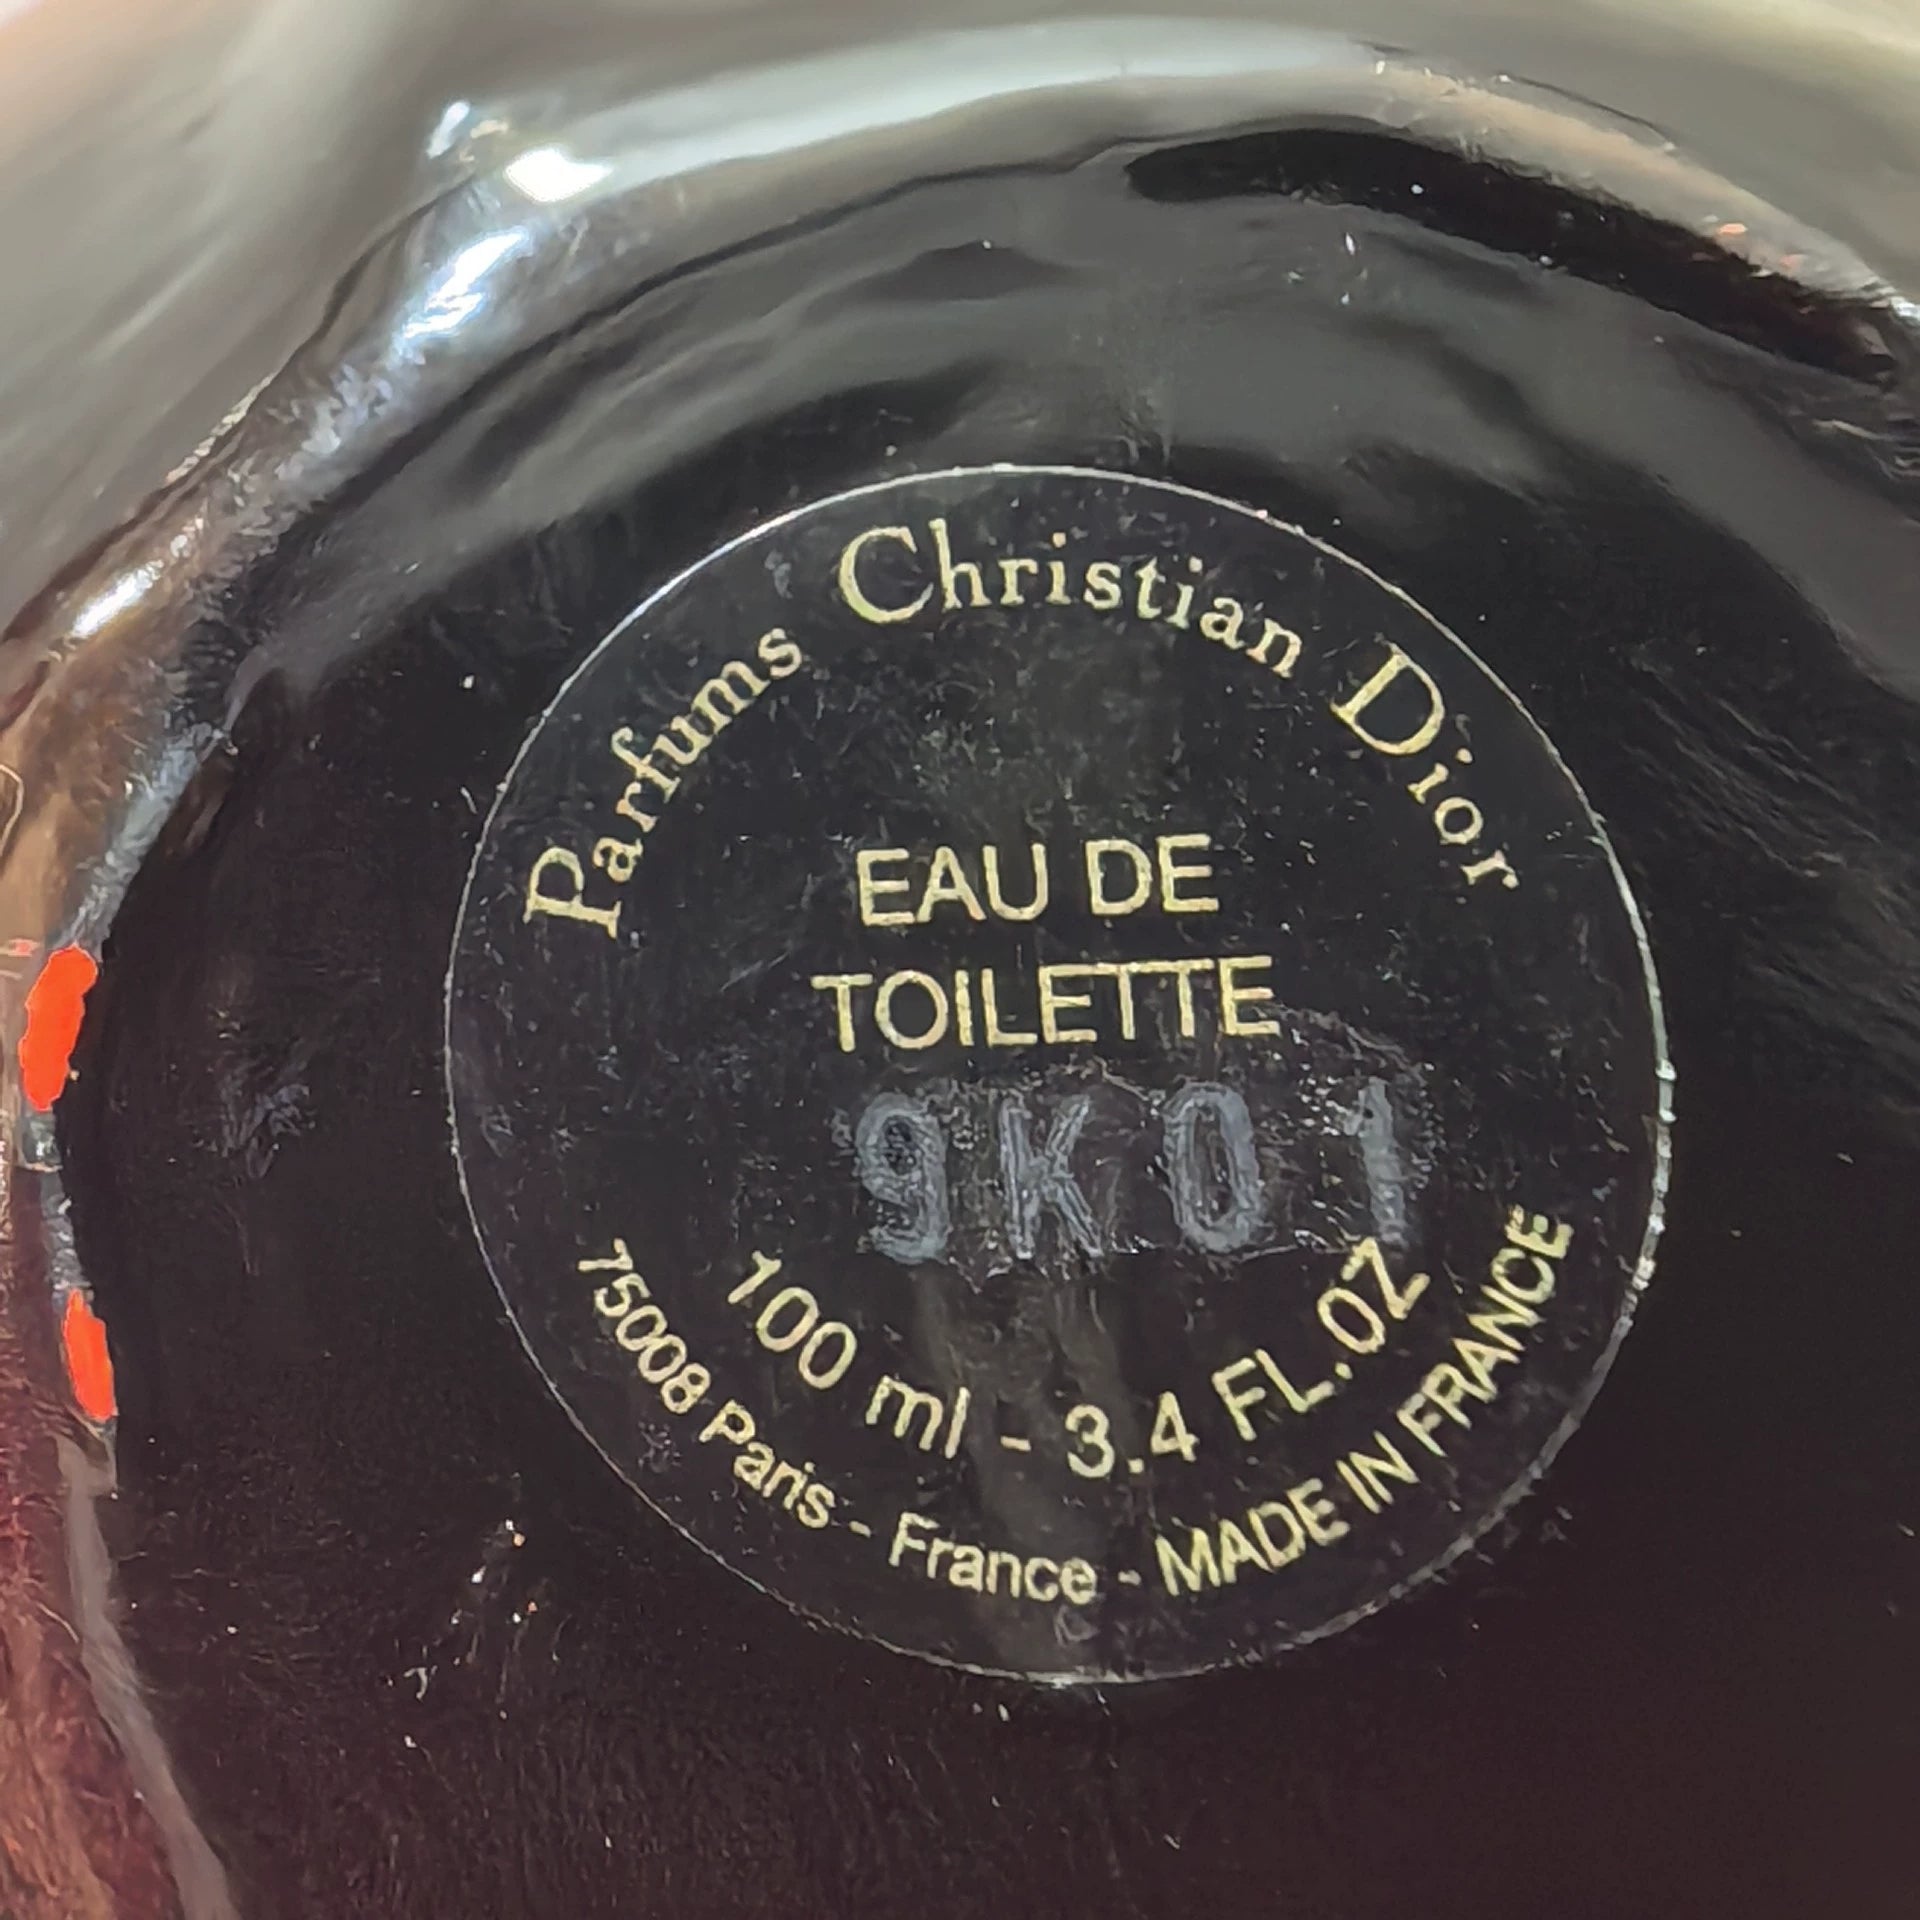 Parfums Christian Dior
EAU DE
TOILETTE
9K01
100 ml - 3.4 FL.OZ
75008 Paris - France - MADE IN FRANCE